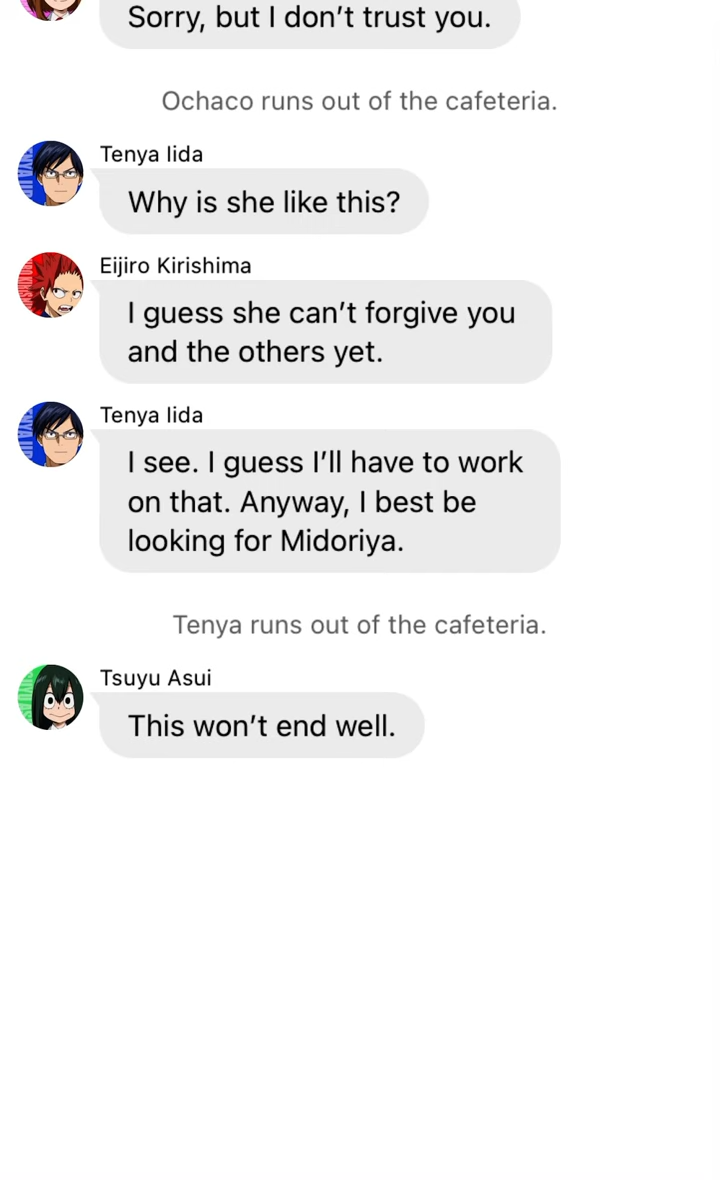 Sorry, but I don't trust you.
Ochaco runs out of the cafeteria.
Tenya Iida
Why is she like this?
Eijiro Kirishima
I guess she can't forgive you
and the others yet.
Tenya Iida
I see. I guess I'll have to work
on that. Anyway, I best be
looking for Midoriya.
Tenya runs out of the cafeteria.
Tsuyu Asui
This won't end well.